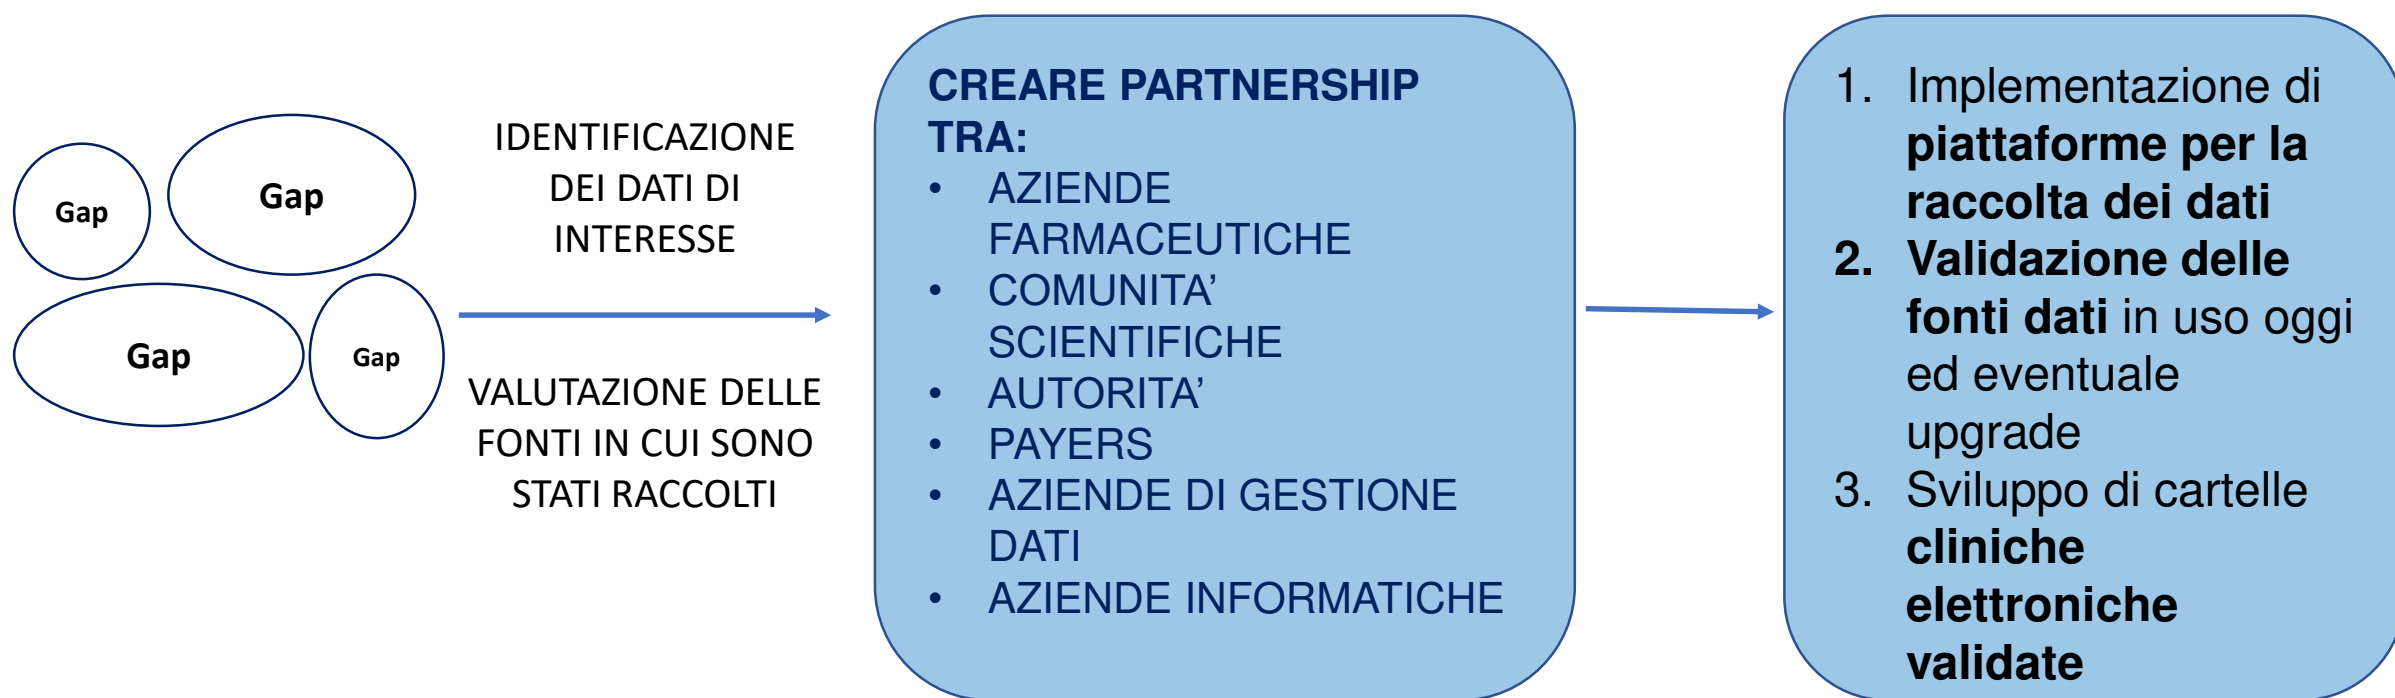 Gap
Gap
Gap
Gap
IDENTIFICAZIONE
DEI DATI DI
INTERESSE
VALUTAZIONE DELLE
FONTI IN CUI SONO
STATI RACCOLTI
CREARE PARTNERSHIP
TRA:
• AZIENDE
FARMACEUTICHE
• COMUNITA’
SCIENTIFICHE
• AUTORITA’
• PAYERS
• AZIENDE DI GESTIONE
DATI
• AZIENDE INFORMATICHE
1. Implementazione di
piattaforme per la
raccolta dei dati
2. Validazione delle
fonti dati in uso oggi
ed eventuale
upgrade
3. Sviluppo di cartelle
cliniche
elettroniche
validate